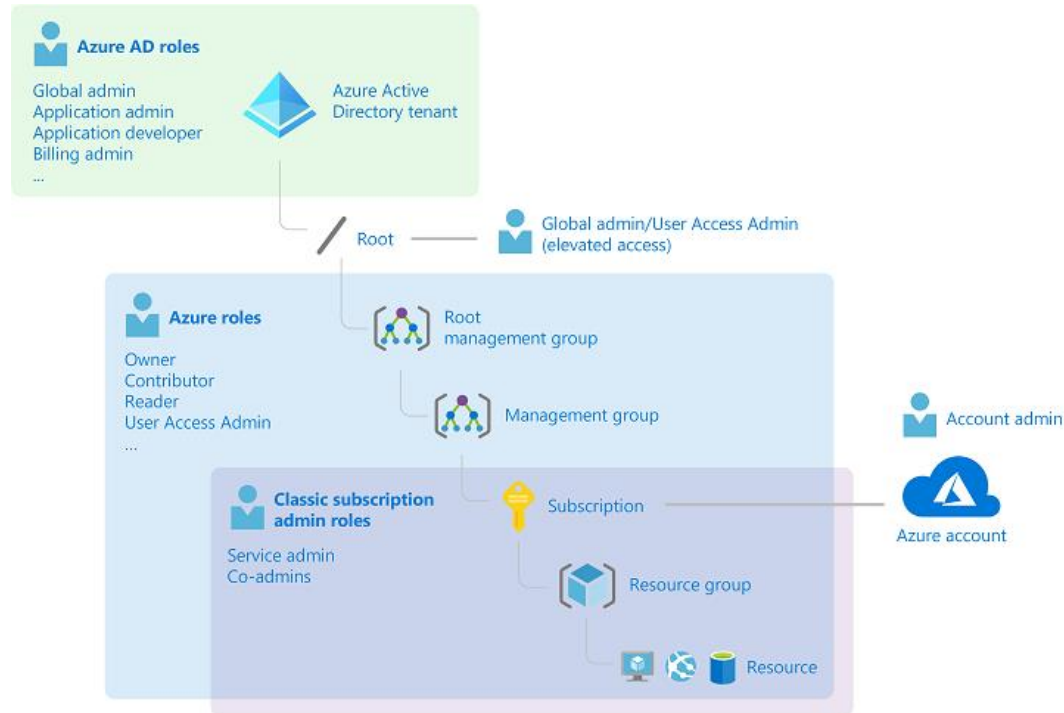 Azure AD roles
Global admin
Application admin
Application developer
Billing admin
...
Azure Active
Directory tenant
Root
Global admin/User Access Admin
(elevated access)
Azure roles
Owner
Contributor
Reader
User Access Admin
...
Root
management group
Management group
Account admin
Classic subscription
admin roles
Service admin
Co-admins
Subscription
Azure account
Resource group
Resource